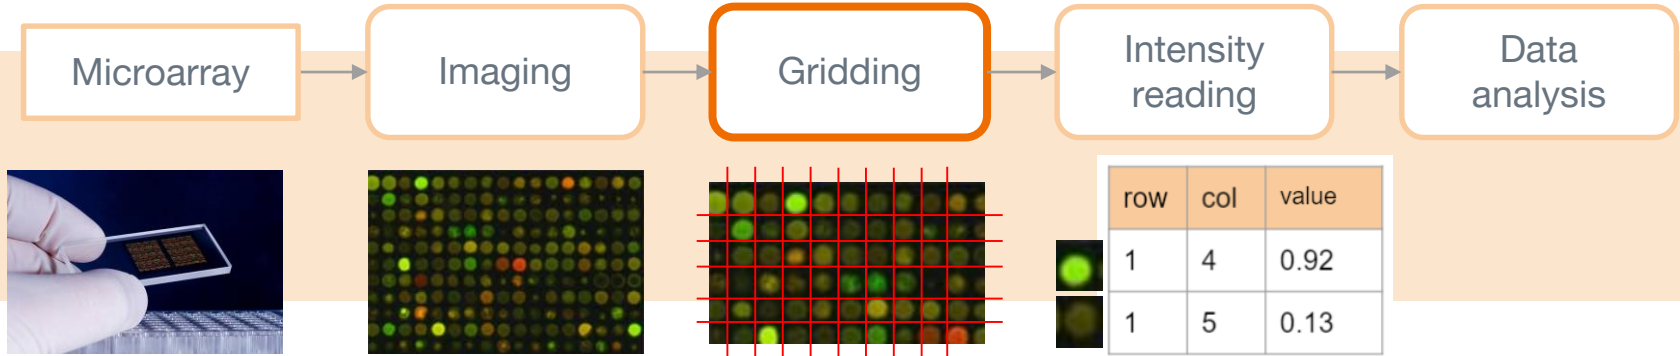 Microarray
Imaging
Gridding
Intensity
reading
Data
analysis
row col value
1 4 0.92
1 5 0.13